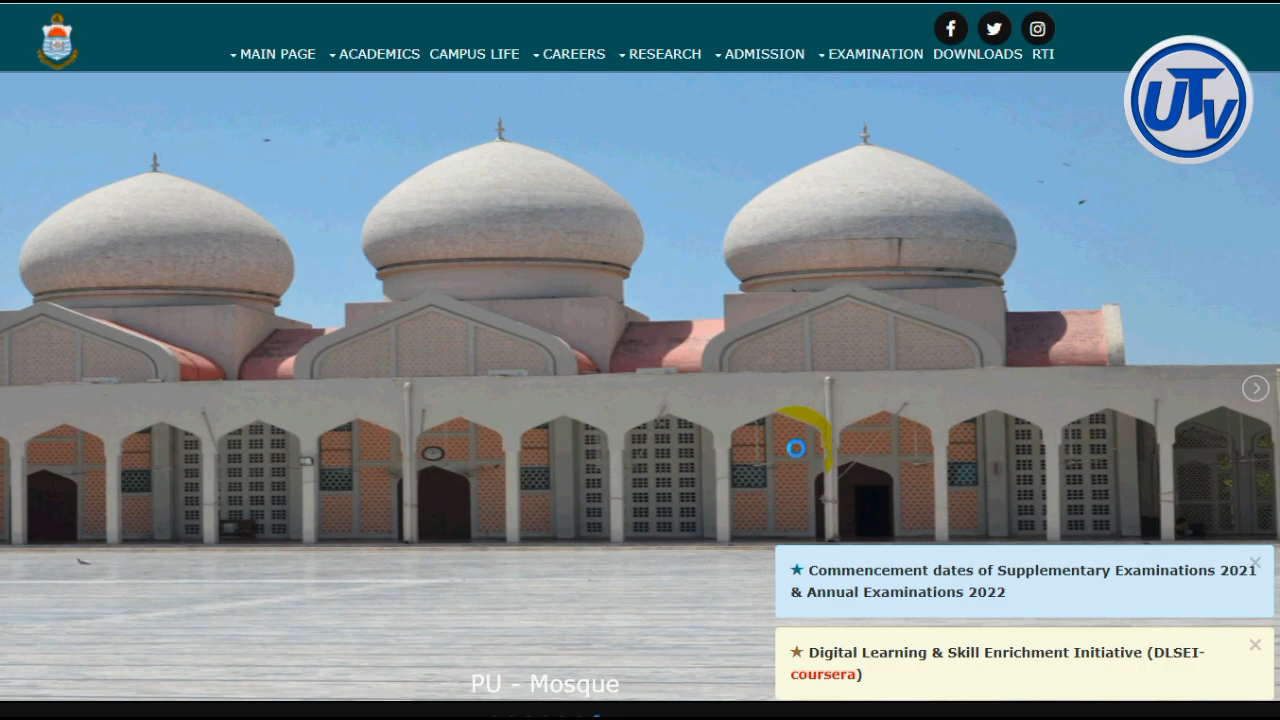 MAIN PAGE ACADEMICS CAMPUS LIFE CAREERS RESEARCH ADMISSION EXAMINATION DOWNLOADS RTI
UTV
★ Commencement dates of Supplementary Examinations 2021
& Annual Examinations 2022
★ Digital Learning & Skill Enrichment Initiative (DLSEI-
coursera)
PU - Mosque